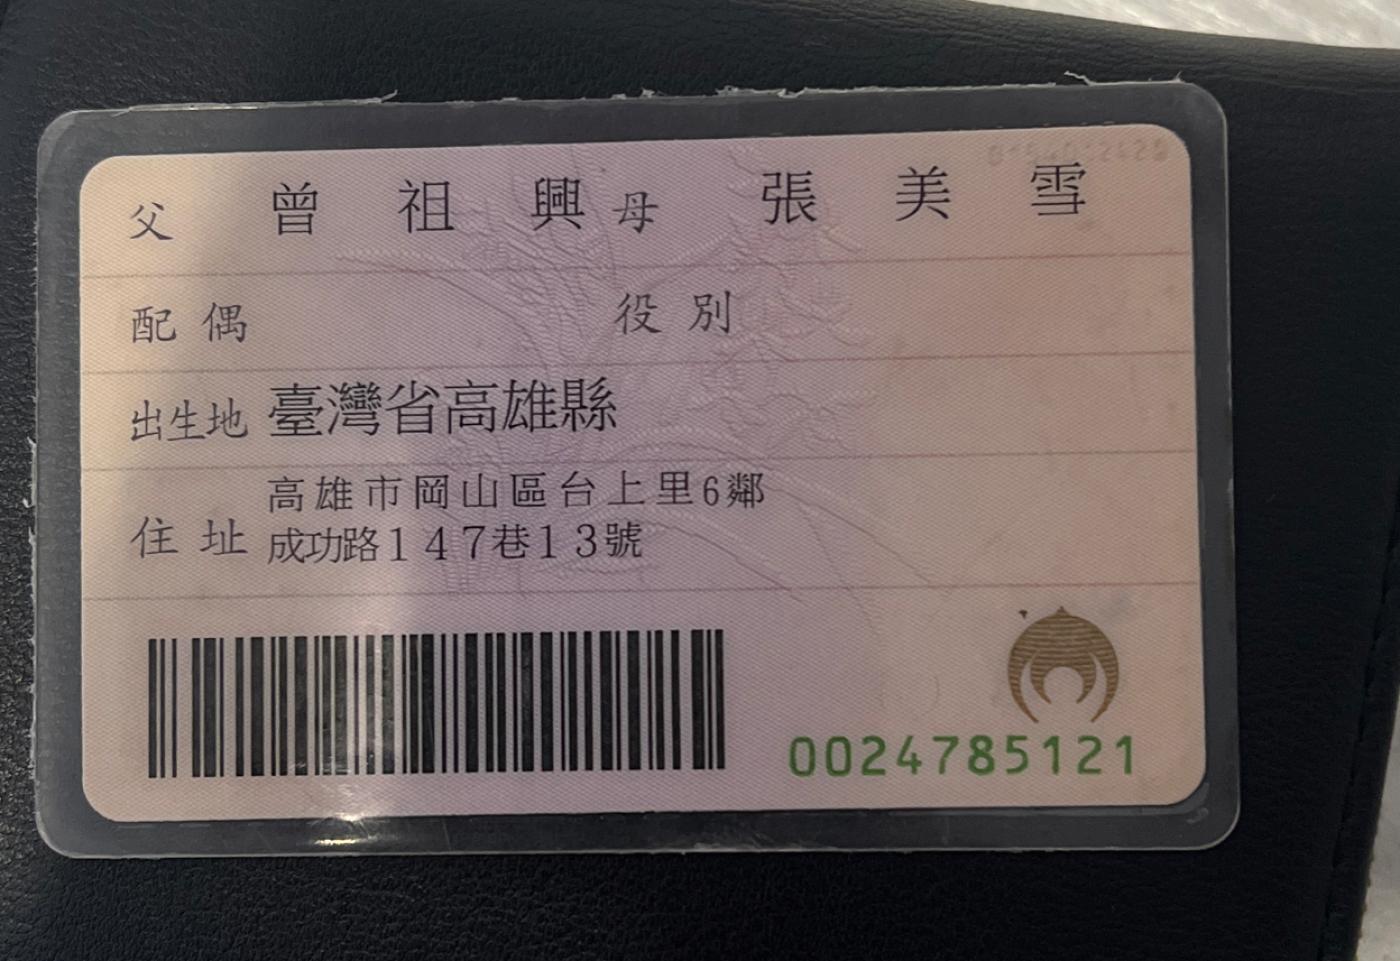 父 曾祖興 母 張美雪
配偶 役別
出生地 臺灣省高雄縣
高雄市岡山區台上里6鄰
住址 成功路147巷13號
0024785121